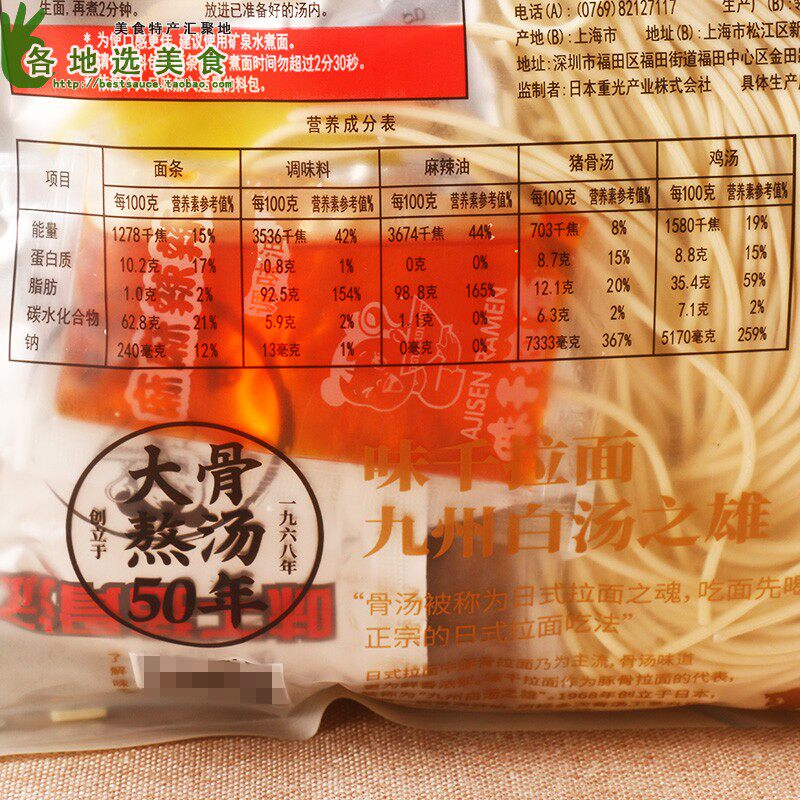 生面,再煮2分钟。
放进已准备好的汤内。
美食特产汇聚地
各地选美食
http://bestsauce.taobao.com
电话(A):(0769)82127117
产地(B):上海市 地址(B):上海市松江区新
地址:深圳市福田区福田街道福田中心区金田
监制者:日本重光产业株式会社 具体生产
营养成分表
项目 面条 调味料 麻辣油 猪骨汤 鸡汤
每100克 营养素参考值% 每100克 营养素参考值% 每100克 营养素参考值% 每100克 营养素参考值% 每100克 营养素参考值%
能量 1278千焦 15% 3536千焦 42% 3674千焦 44% 703千焦 8% 1580千焦 19%
蛋白质 10.2克 17% 0.8克 1% 0克 0% 8.7克 15% 8.8克 15%
脂肪 1.0克 2% 92.5克 154% 98.8克 165% 12.1克 20% 35.4克 59%
碳水化合物 62.8克 21% 5.9克 2% 1.1克 0% 6.3克 2% 7.1克 2%
钠 240毫克 12% 13毫克 1% 0毫克 0% 7333毫克 367% 5170毫克 259%
AJISEN RAMEN
大骨
熬汤
50年
创立于
一九六八年
味千拉面
九州白汤之雄
“骨汤被称为日式拉面之魂,吃面先喝
正宗的日式拉面吃法”
了解味